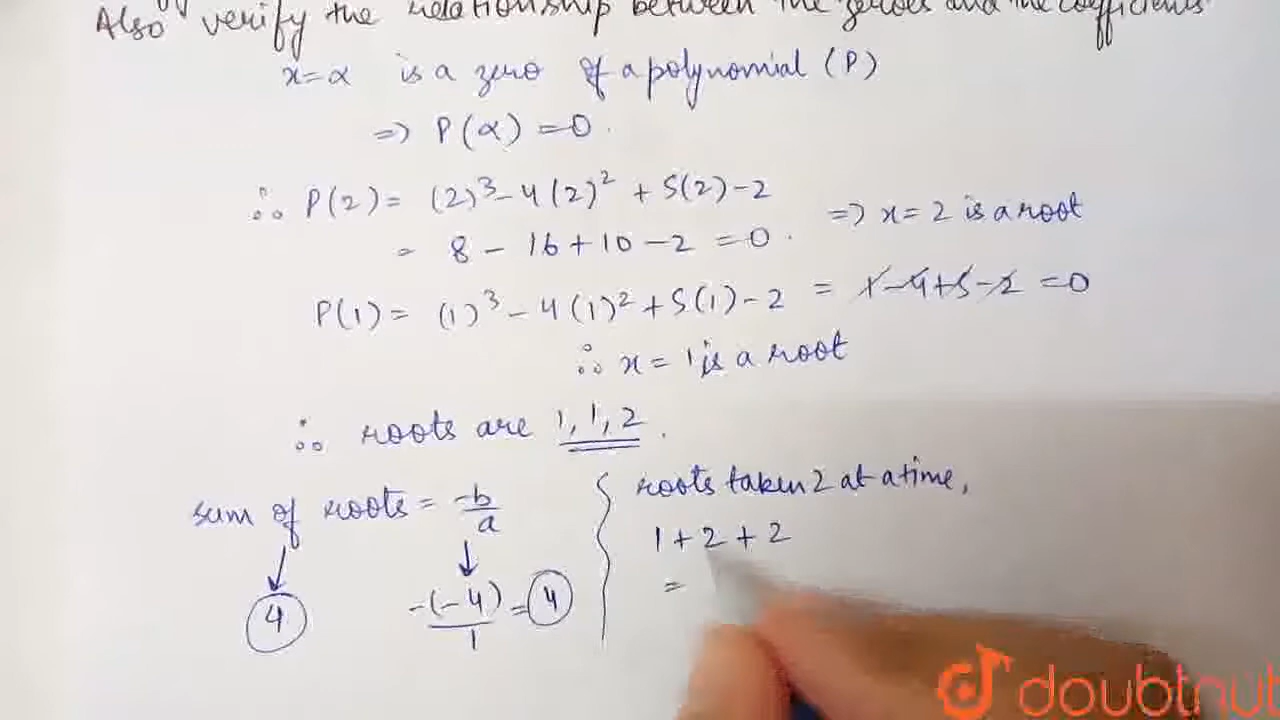 Also verify the relationship between the zeroes and the coefficients
x=α is a zero of a polynomial (P)
=> P(α) = 0.
∴ P(2) = (2)³ - 4(2)² + 5(2) - 2
= 8 - 16 + 10 - 2 = 0. => x = 2 is a root
P(1) = (1)³ - 4(1)² + 5(1) - 2 = 1 - 4 + 5 - 2 = 0
∴ x = 1 is a root
∴ roots are 1, 1, 2.
sum of roots = -b/a
4
-(-4)/1 = 4
roots taken 2 at a time,
1 + 2 + 2
=
doubtnut